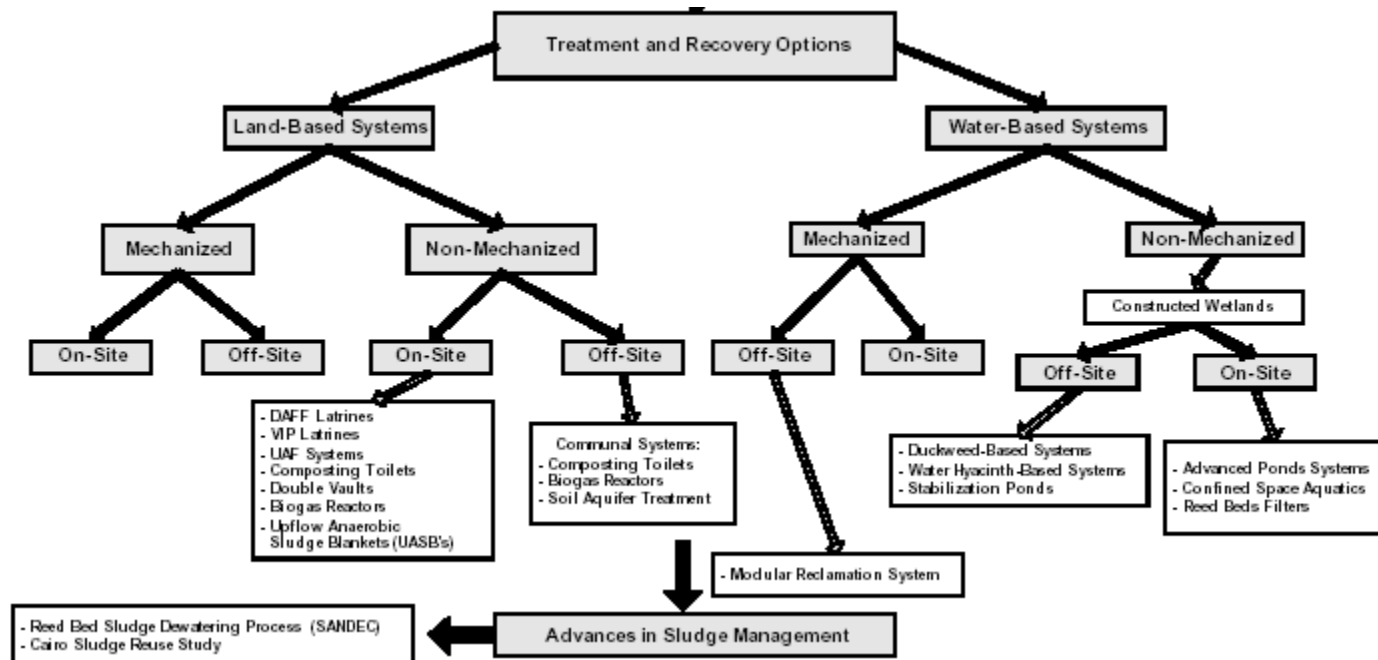 Treatment and Recovery Options
Land-Based Systems
Water-Based Systems
Mechanized
Non-Mechanized
Mechanized
Non-Mechanized
Constructed Wetlands
On-Site
Off-Site
On-Site
Off-Site
Off-Site
On-Site
Off-Site
On-Site
- DAFF Latrines
- VIP Latrines
- UAF Systems
- Composting Toilets
- Double Vaults
- Biogas Reactors
- Upflow Anaerobic
Sludge Blankets (UASB's)
Communal Systems:
- Composting Toilets
- Biogas Reactors
- Soil Aquifer Treatment
- Duckweed-Based Systems
- Water Hyacinth-Based Systems
- Stabilization Ponds
- Advanced Ponds Systems
- Confined Space Aquatics
- Reed Beds Filters
- Modular Reclamation System
Advances in Sludge Management
- Reed Bed Sludge Dewatering Process (SANDEC)
- Cairo Sludge Reuse Study